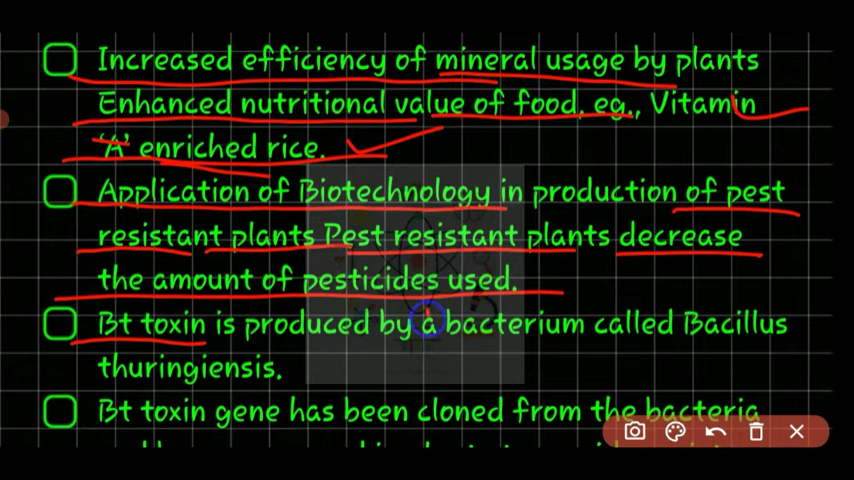 Increased efficiency of mineral usage by plants
Enhanced nutritional value of food, eg., Vitamin
'A' enriched rice.
Application of Biotechnology in production of pest
resistant plants Pest resistant plants decrease
the amount of pesticides used.
Bt toxin is produced by a bacterium called Bacillus
thuringiensis.
Bt toxin gene has been cloned from the bacteria